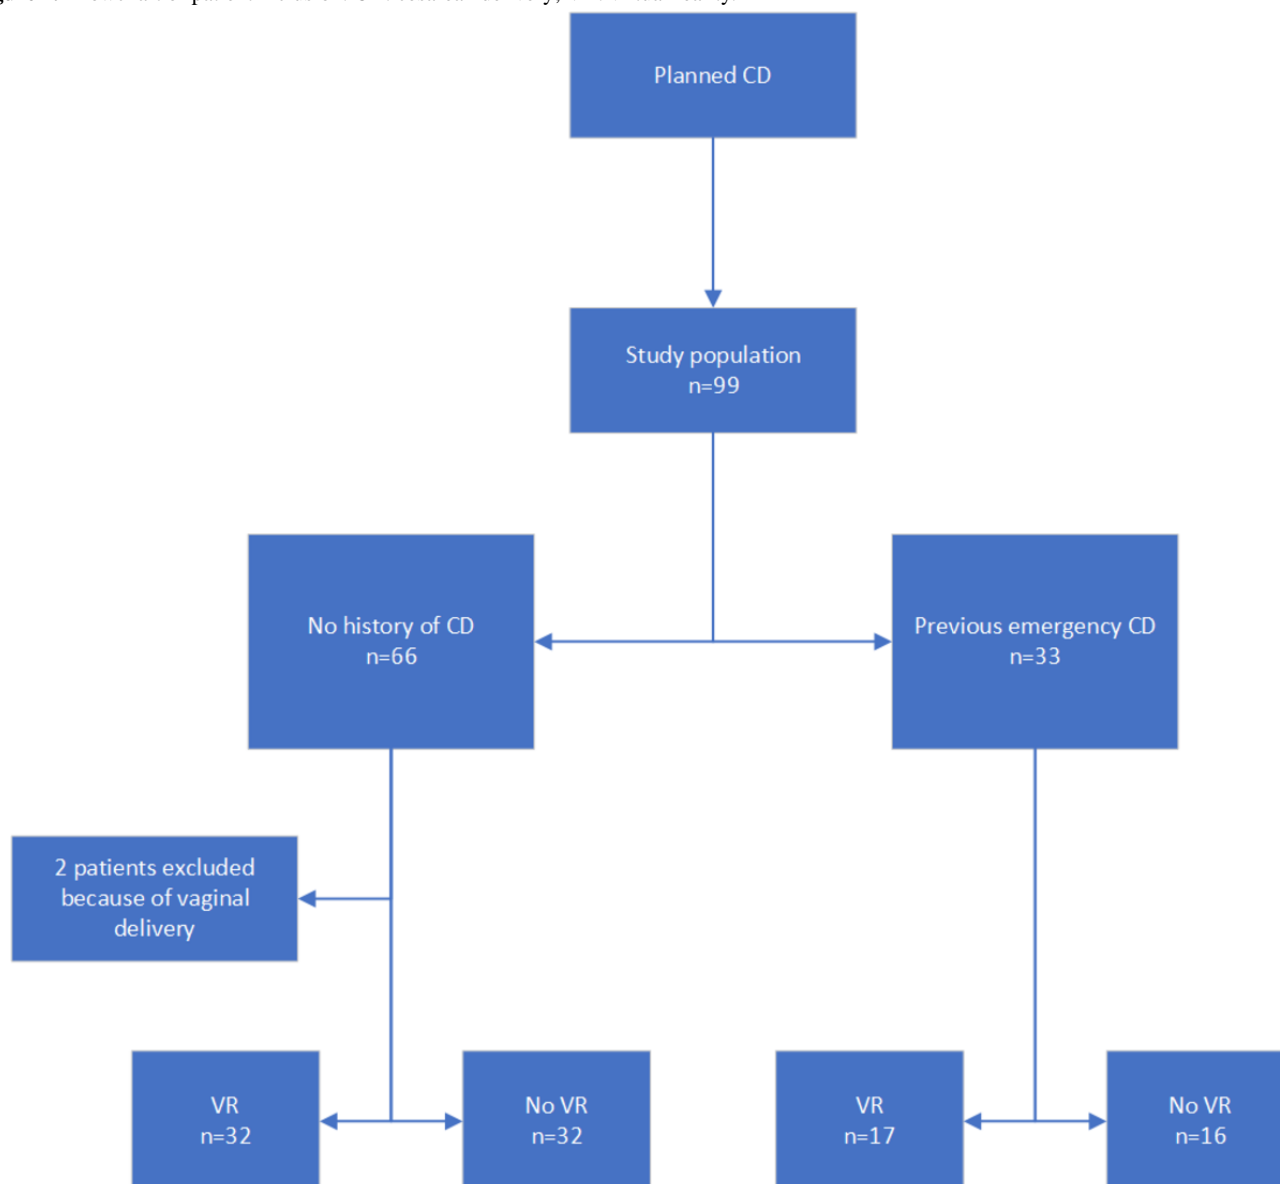 Planned CD
Study population
n=99
No history of CD
n=66
Previous emergency CD
n=33
2 patients excluded
because of vaginal
delivery
VR
n=32
No VR
n=32
VR
n=17
No VR
n=16